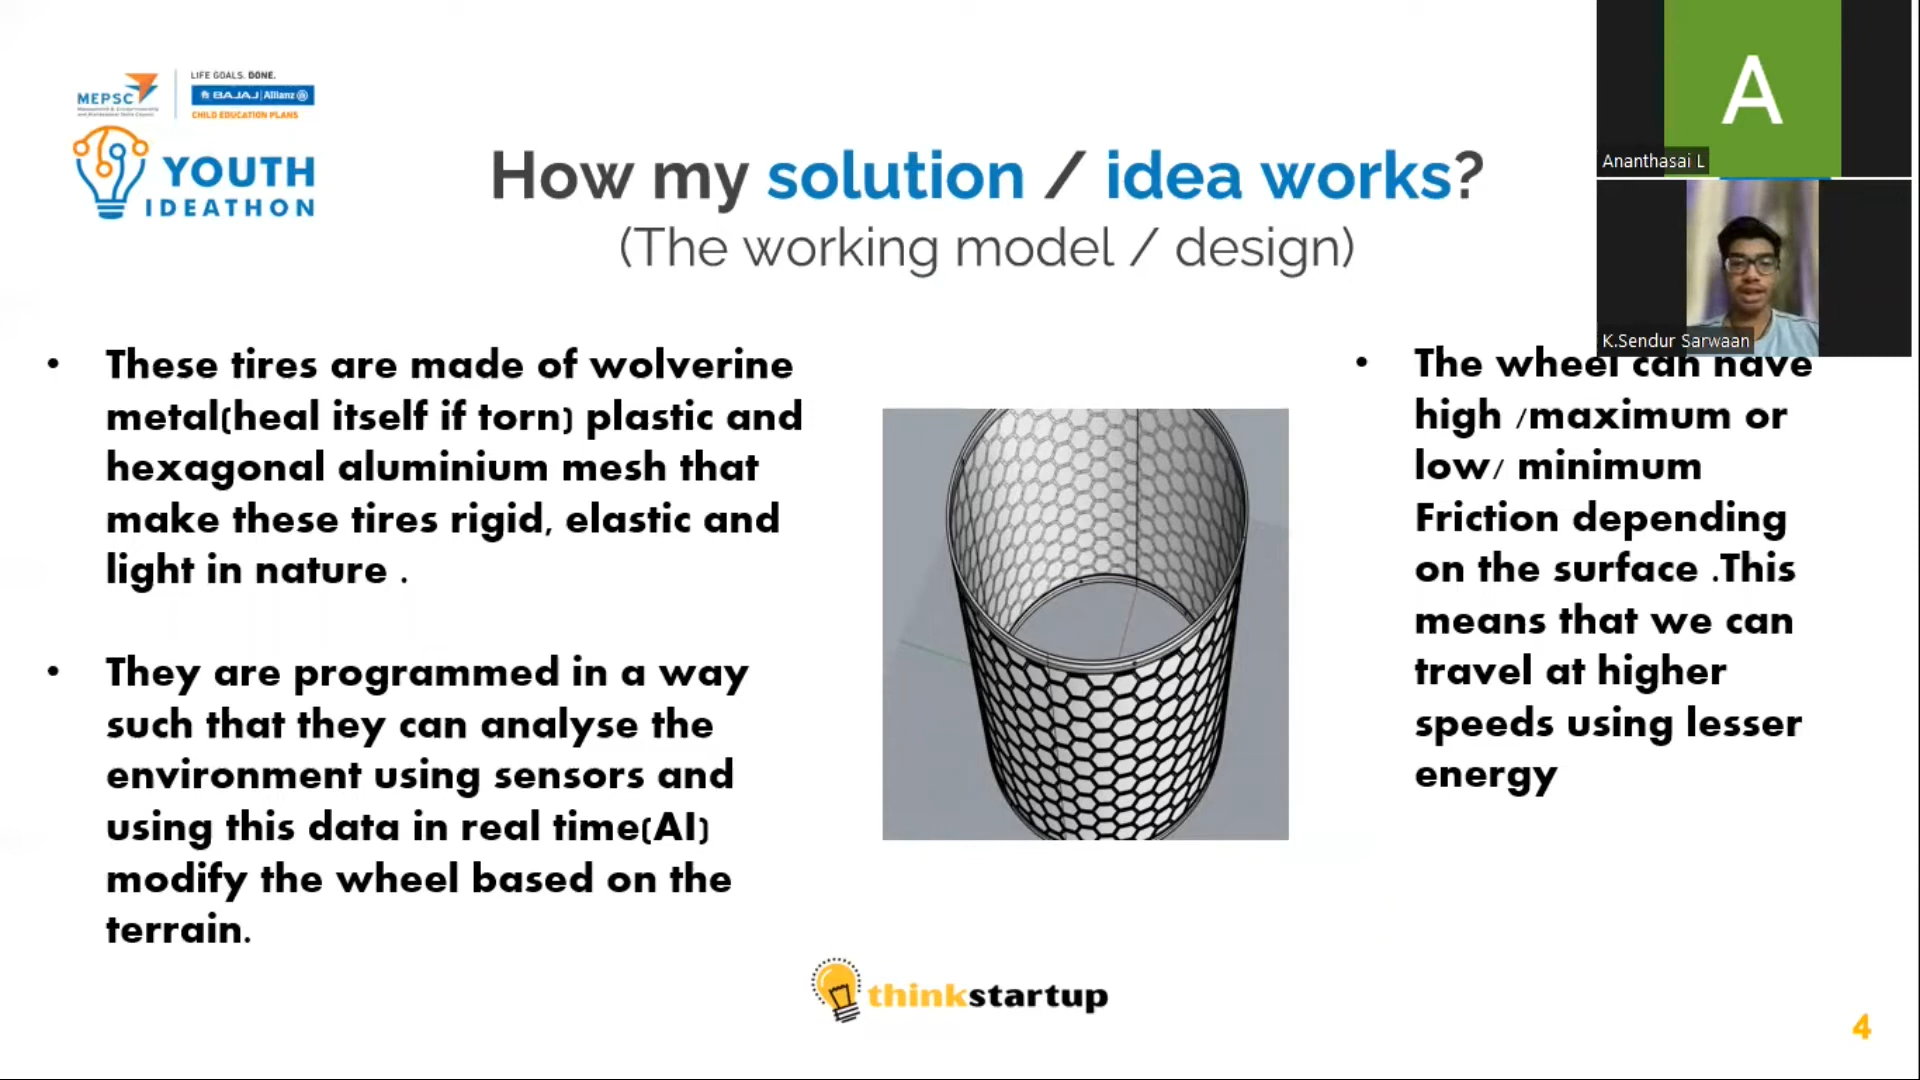 MEPSC
LIFE GOALS. DONE.
BAJAJ Allianz
CHILD EDUCATION PLANS
YOUTH
IDEATHON
How my solution / idea works?
(The working model / design)
A
Ananthasai L
K.Sendur Sarwaan
• These tires are made of wolverine
metal(heal itself if torn) plastic and
hexagonal aluminium mesh that
make these tires rigid, elastic and
light in nature .
• They are programmed in a way
such that they can analyse the
environment using sensors and
using this data in real time(AI)
modify the wheel based on the
terrain.
• The wheel can have
high /maximum or
low/ minimum
Friction depending
on the surface .This
means that we can
travel at higher
speeds using lesser
energy
thinkstartup
4